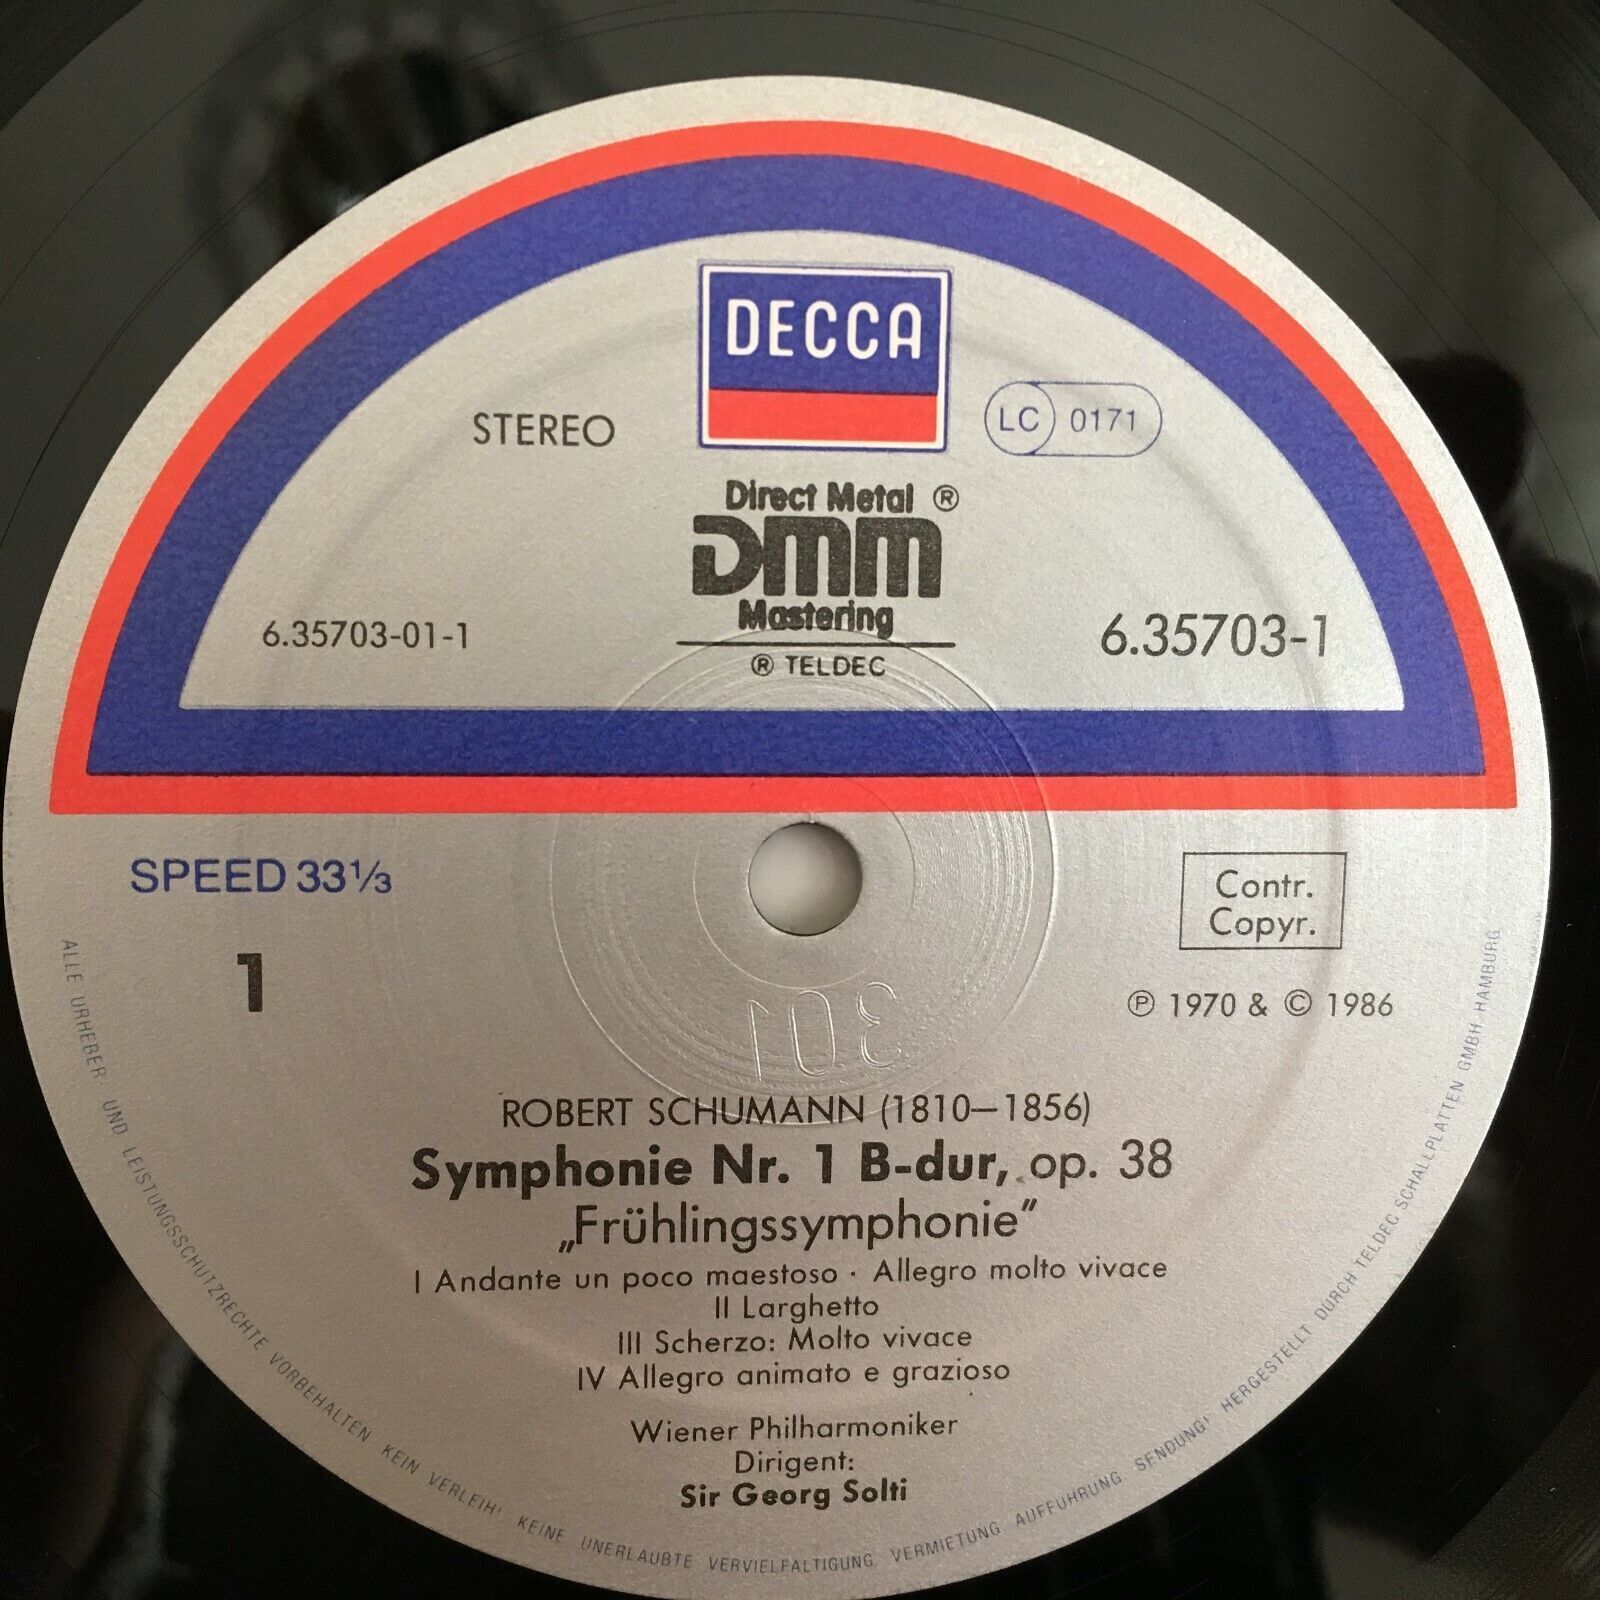 DECCA
STEREO
LC 0171
Direct Metal ®
DMM
Mastering
® TELDEC
6.35703-01-1
6.35703-1
SPEED 33⅓
Contr.
Copyr.
1
Ⓟ 1970 & © 1986
301
ROBERT SCHUMANN (1810–1856)
Symphonie Nr. 1 B-dur, op. 38
„Frühlingssymphonie”
I Andante un poco maestoso · Allegro molto vivace
II Larghetto
III Scherzo: Molto vivace
IV Allegro animato e grazioso
Wiener Philharmoniker
Dirigent:
Sir Georg Solti
ALLE URHEBER UND LEISTUNGSSCHUTZRECHTE VORBEHALTEN KEIN VERLEIH! KEINE UNERLAUBTE VERVIELFALTIGUNG, VERMIETUNG, AUFFUHRUNG, SENDUNG! HERGESTELLT DURCH TELDEC SCHALLPLATTEN GMBH HAMBURG